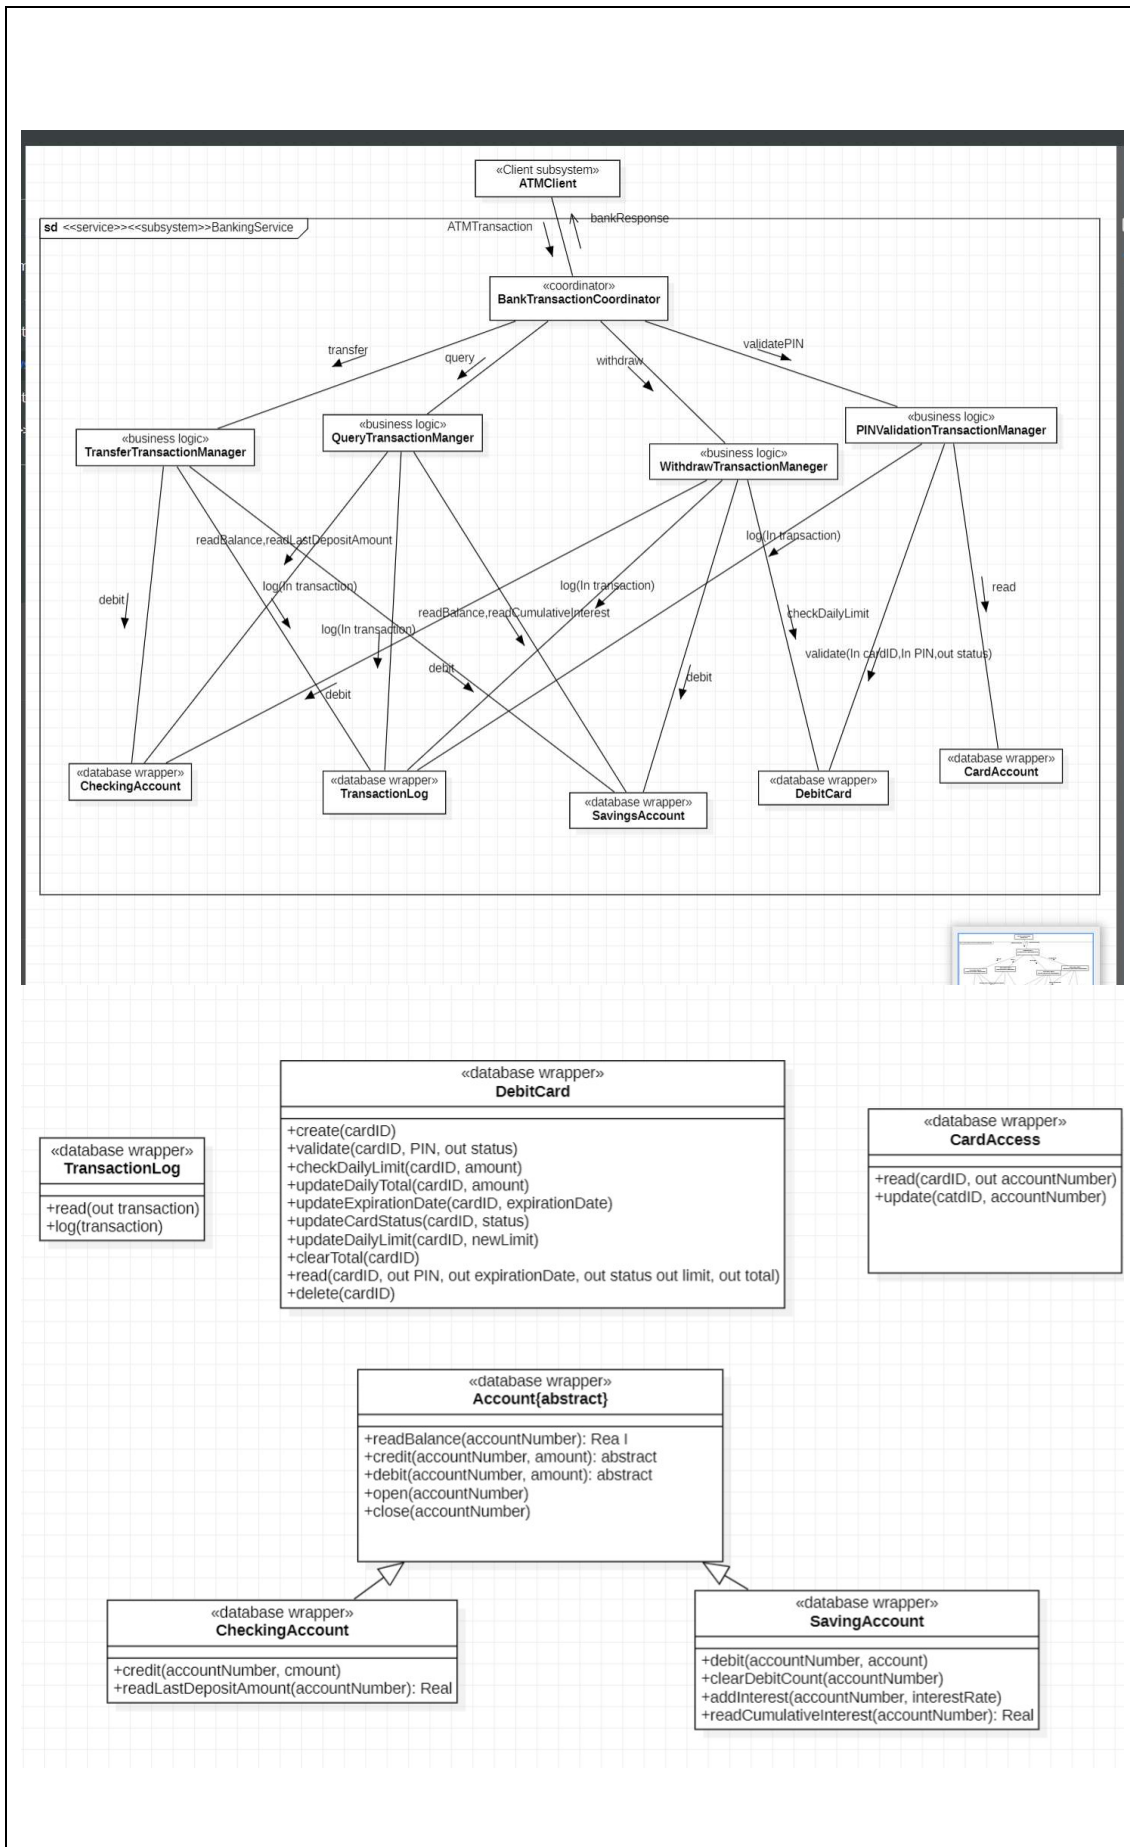 «Client subsystem»
ATMClient
sd <<service>><<subsystem>>BankingService
ATMTransaction
bankResponse
«coordinator»
BankTransactionCoordinator
transfer
query
withdraw
validatePIN
«business logic»
TransferTransactionManager
«business logic»
QueryTransactionManger
«business logic»
WithdrawTransactionManeger
«business logic»
PINValidationTransactionManager
readBalance,readLastDepositAmount
log(In transaction)
log(In transaction)
log(In transaction)
log(In transaction)
debit
readBalance,readCumulativeInterest
checkDailyLimit
read
validate(In cardID,In PIN,out status)
debit
debit
debit
«database wrapper»
CheckingAccount
«database wrapper»
TransactionLog
«database wrapper»
SavingsAccount
«database wrapper»
DebitCard
«database wrapper»
CardAccount
«database wrapper»
DebitCard
+create(cardID)
+validate(cardID, PIN, out status)
+checkDailyLimit(cardID, amount)
+updateDailyTotal(cardID, amount)
+updateExpirationDate(cardID, expirationDate)
+updateCardStatus(cardID, status)
+updateDailyLimit(cardID, newLimit)
+clearTotal(cardID)
+read(cardID, out PIN, out expirationDate, out status out limit, out total)
+delete(cardID)
«database wrapper»
TransactionLog
+read(out transaction)
+log(transaction)
«database wrapper»
CardAccess
+read(cardID, out accountNumber)
+update(catdID, accountNumber)
«database wrapper»
Account{abstract}
+readBalance(accountNumber): Rea l
+credit(accountNumber, amount): abstract
+debit(accountNumber, amount): abstract
+open(accountNumber)
+close(accountNumber)
«database wrapper»
CheckingAccount
+credit(accountNumber, cmount)
+readLastDepositAmount(accountNumber): Real
«database wrapper»
SavingAccount
+debit(accountNumber, account)
+clearDebitCount(accountNumber)
+addInterest(accountNumber, interestRate)
+readCumulativeInterest(accountNumber): Real